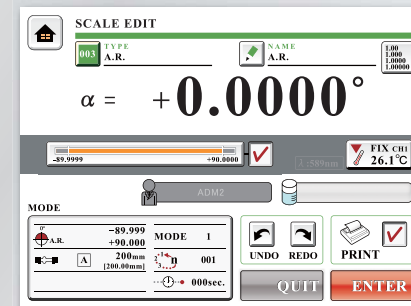 SCALE EDIT
003
TYPE
A.R.
NAME
A.R.
1.00
1.000
1.0000
1.00000
α = +0.0000°
-89.9999
+90.0000
:589nm
FIX CH1
26.1°C
ADM2
MODE
0°
A.R.
-89.999
+90.000
MODE 1
A
200mm
[200.00mm]
n
001
000sec.
UNDO
REDO
PRINT
QUIT
ENTER